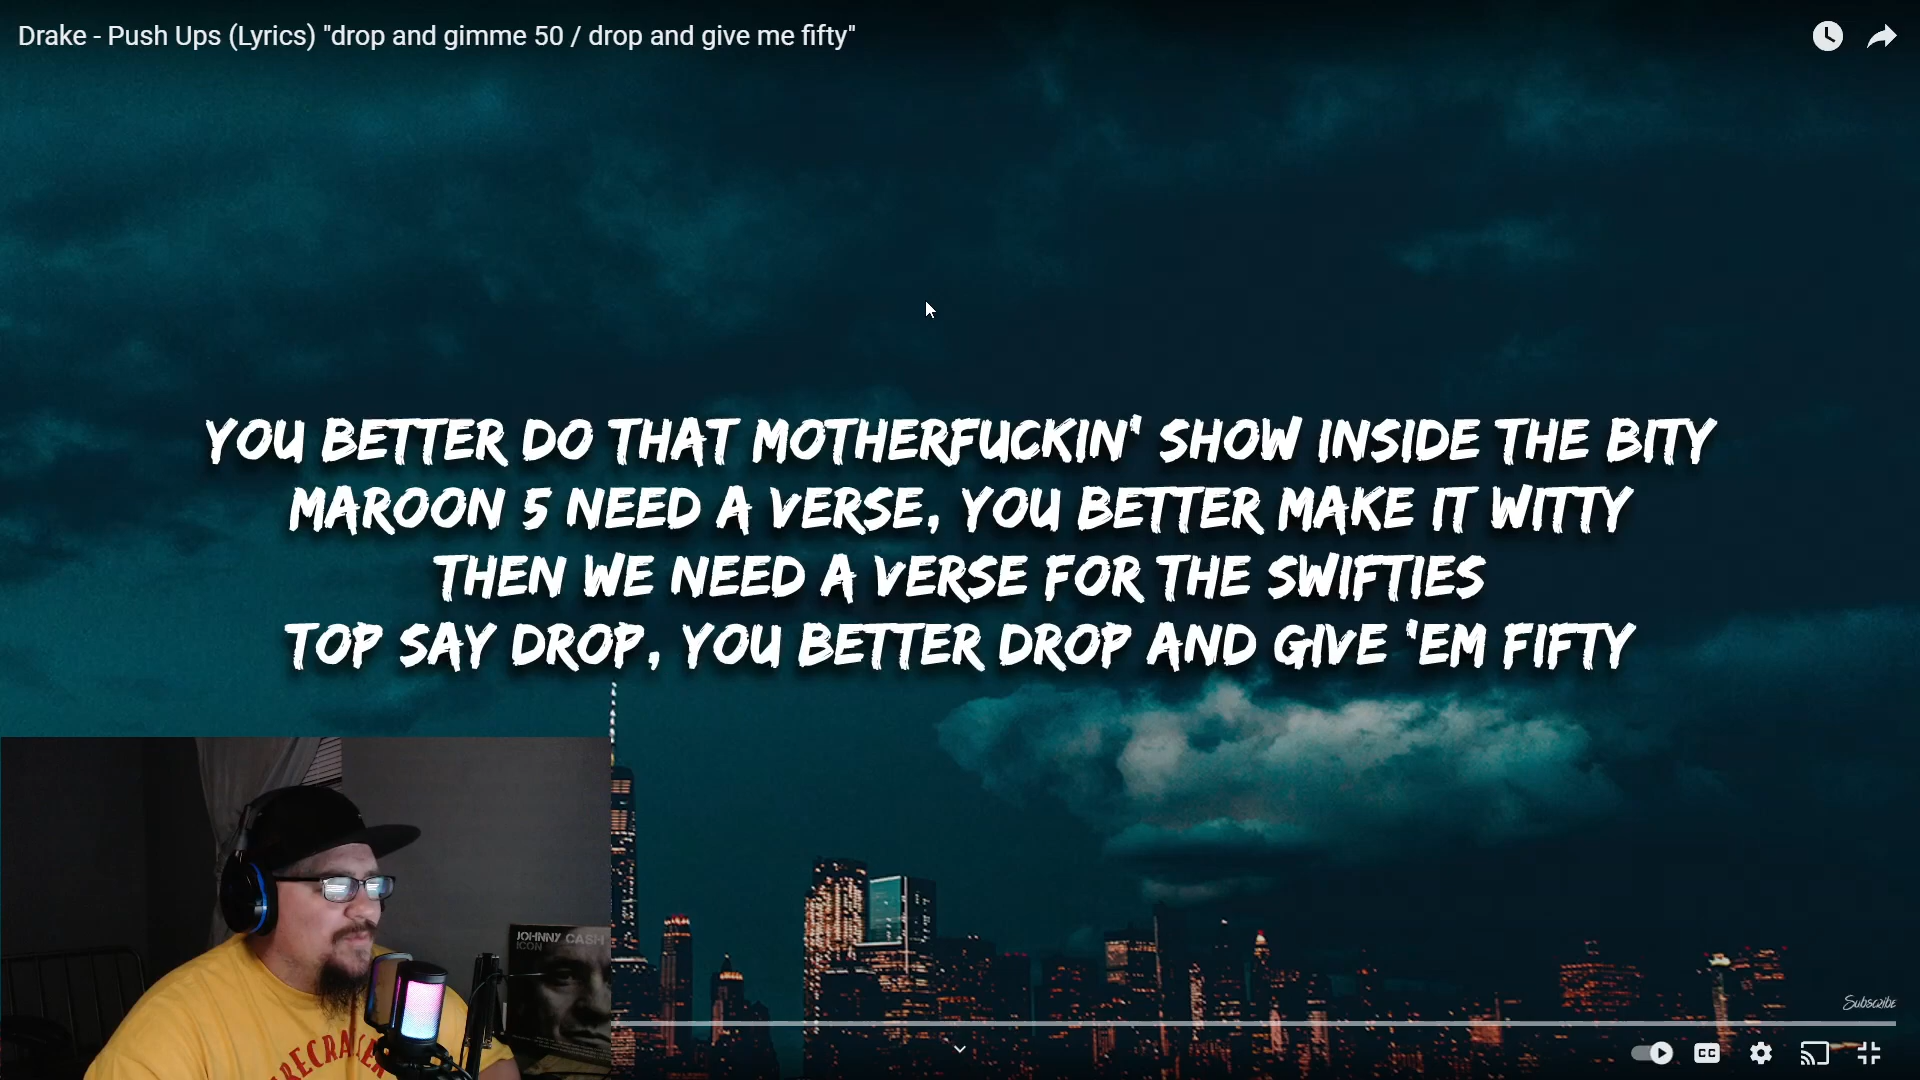 Drake - Push Ups (Lyrics) "drop and gimme 50 / drop and give me fifty"
YOU BETTER DO THAT MOTHERFUCKIN' SHOW INSIDE THE BITY
MAROON 5 NEED A VERSE, YOU BETTER MAKE IT WITTY
THEN WE NEED A VERSE FOR THE SWIFTIES
TOP SAY DROP, YOU BETTER DROP AND GIVE 'EM FIFTY
JOHNNY CASH
ICON
SUBSCRIBE
CC